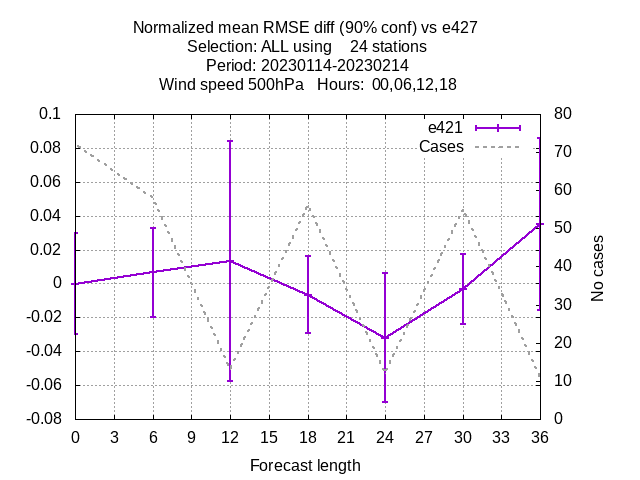 Normalized mean RMSE diff (90% conf) vs e427
Selection: ALL using    24 stations
Period: 20230114-20230214
Wind speed 500hPa   Hours:  00,06,12,18
e421
Cases
0.1
0.08
0.06
0.04
0.02
0
-0.02
-0.04
-0.06
-0.08
80
70
60
50
40
30
20
10
0
No cases
0 3 6 9 12 15 18 21 24 27 30 33 36
Forecast length